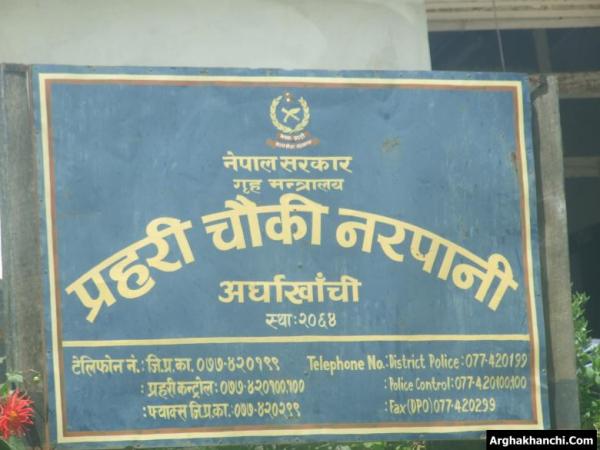 नेपाल सरकार
गृह मन्त्रालय
प्रहरी चौकी नरपानी
अर्घाखाँची
स्था: २०६४
टेलिफोन नं.: जि.प्र.का. ०७७-४२०१९९ Telephone No.: District Police : 077-420199
: प्रहरी कन्ट्रोल: ०७७-४२०१००,१०० : Police Control : 077-420100,100
: फ्याक्स जि.प्र.का.: ०७७-४२०२९९ : Fax (DPO) 077-420299
Arghakhanchi.Com